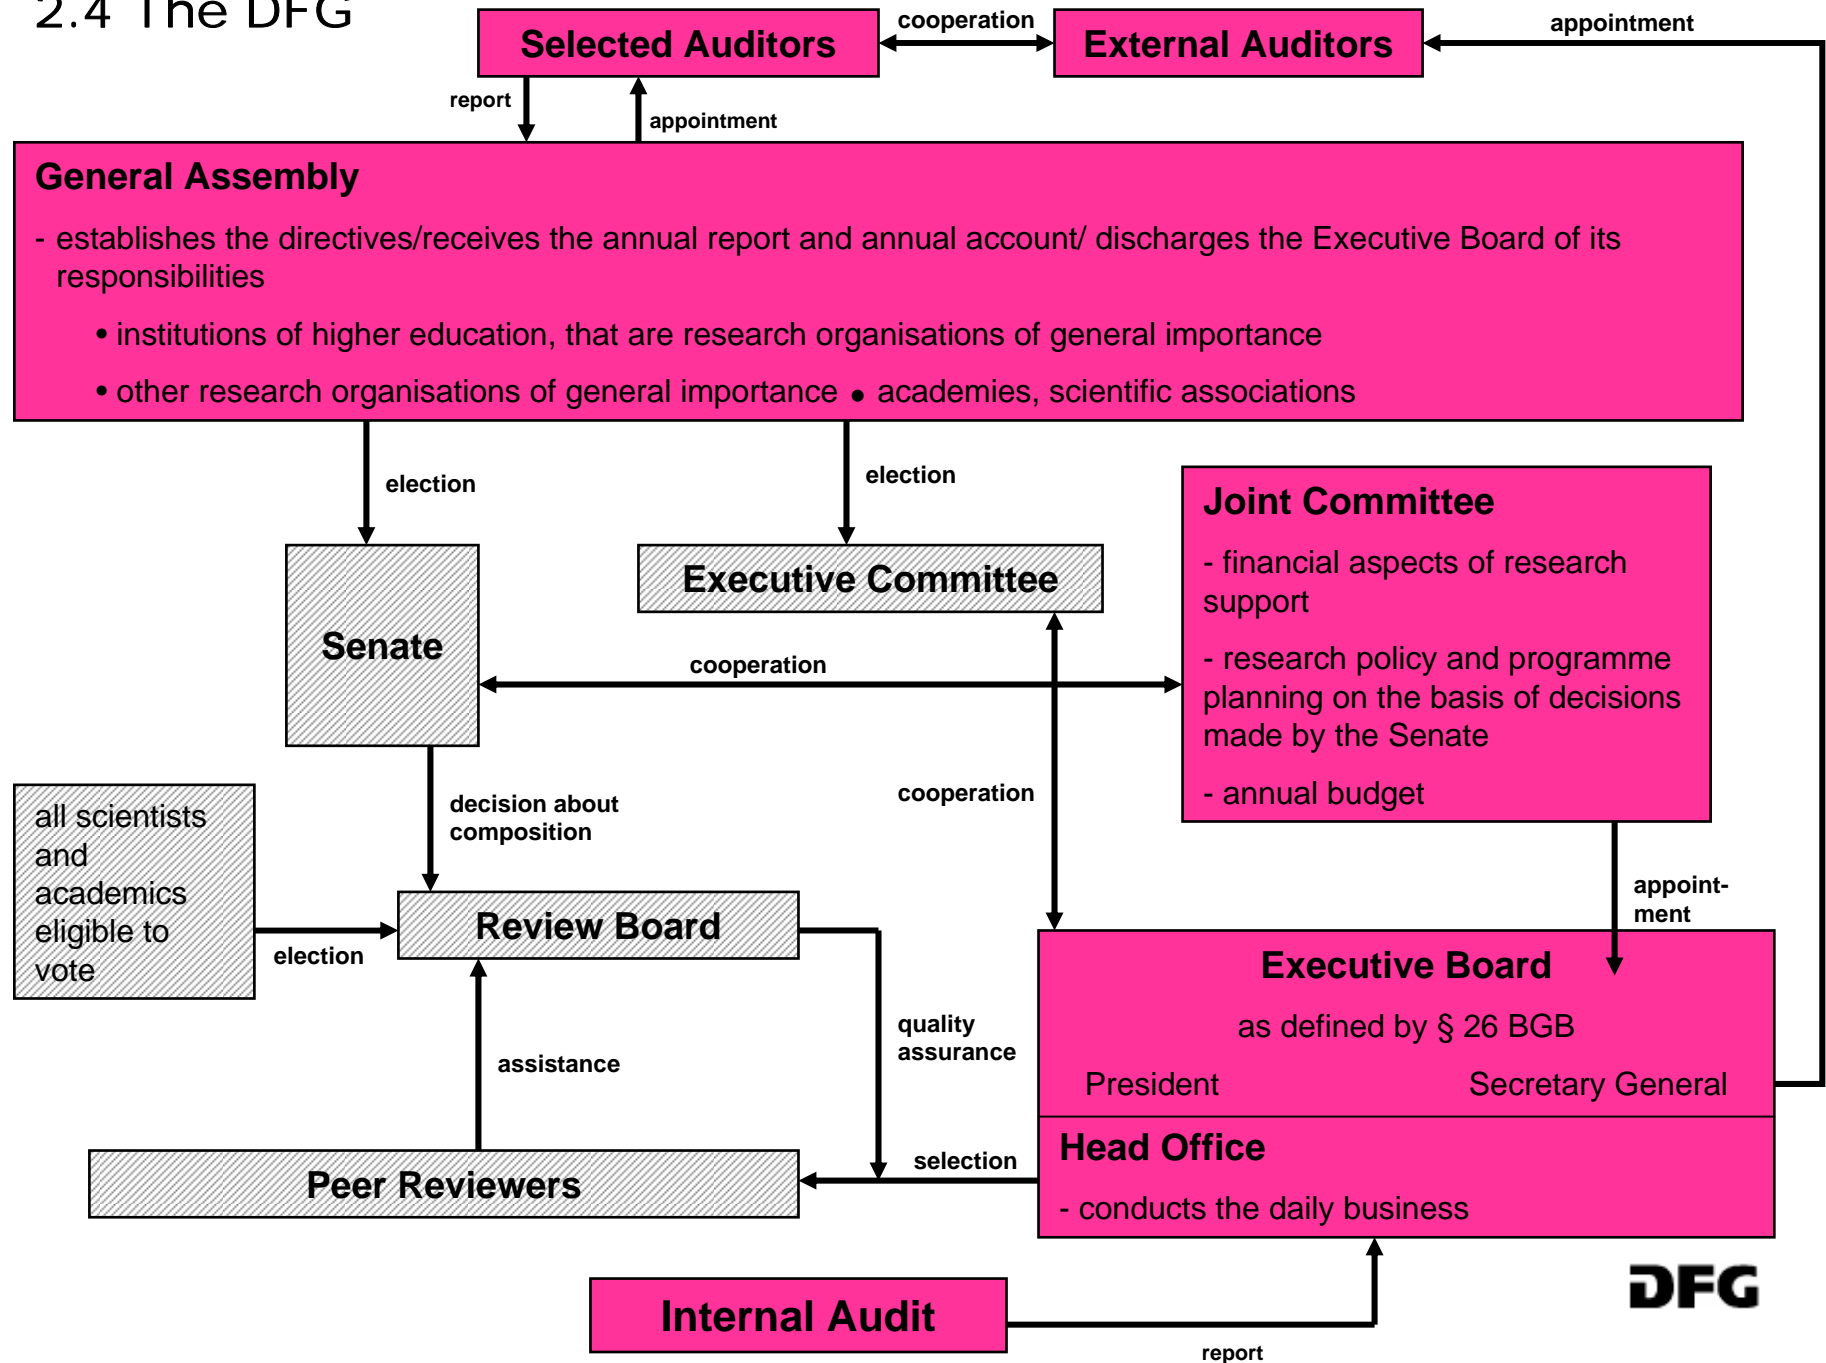 2.4 The DFG
Selected Auditors
cooperation
External Auditors
appointment
report
appointment
General Assembly
- establishes the directives/receives the annual report and annual account/ discharges the Executive Board of its
responsibilities
• institutions of higher education, that are research organisations of general importance
• other research organisations of general importance • academies, scientific associations
election
election
Joint Committee
- financial aspects of research
support
- research policy and programme
planning on the basis of decisions
made by the Senate
- annual budget
Executive Committee
Senate
cooperation
cooperation
decision about
composition
all scientists
and
academics
eligible to
vote
election
Review Board
appoint-
ment
Executive Board
as defined by § 26 BGB
President Secretary General
quality
assurance
assistance
selection
Head Office
- conducts the daily business
Peer Reviewers
Internal Audit
report
DFG